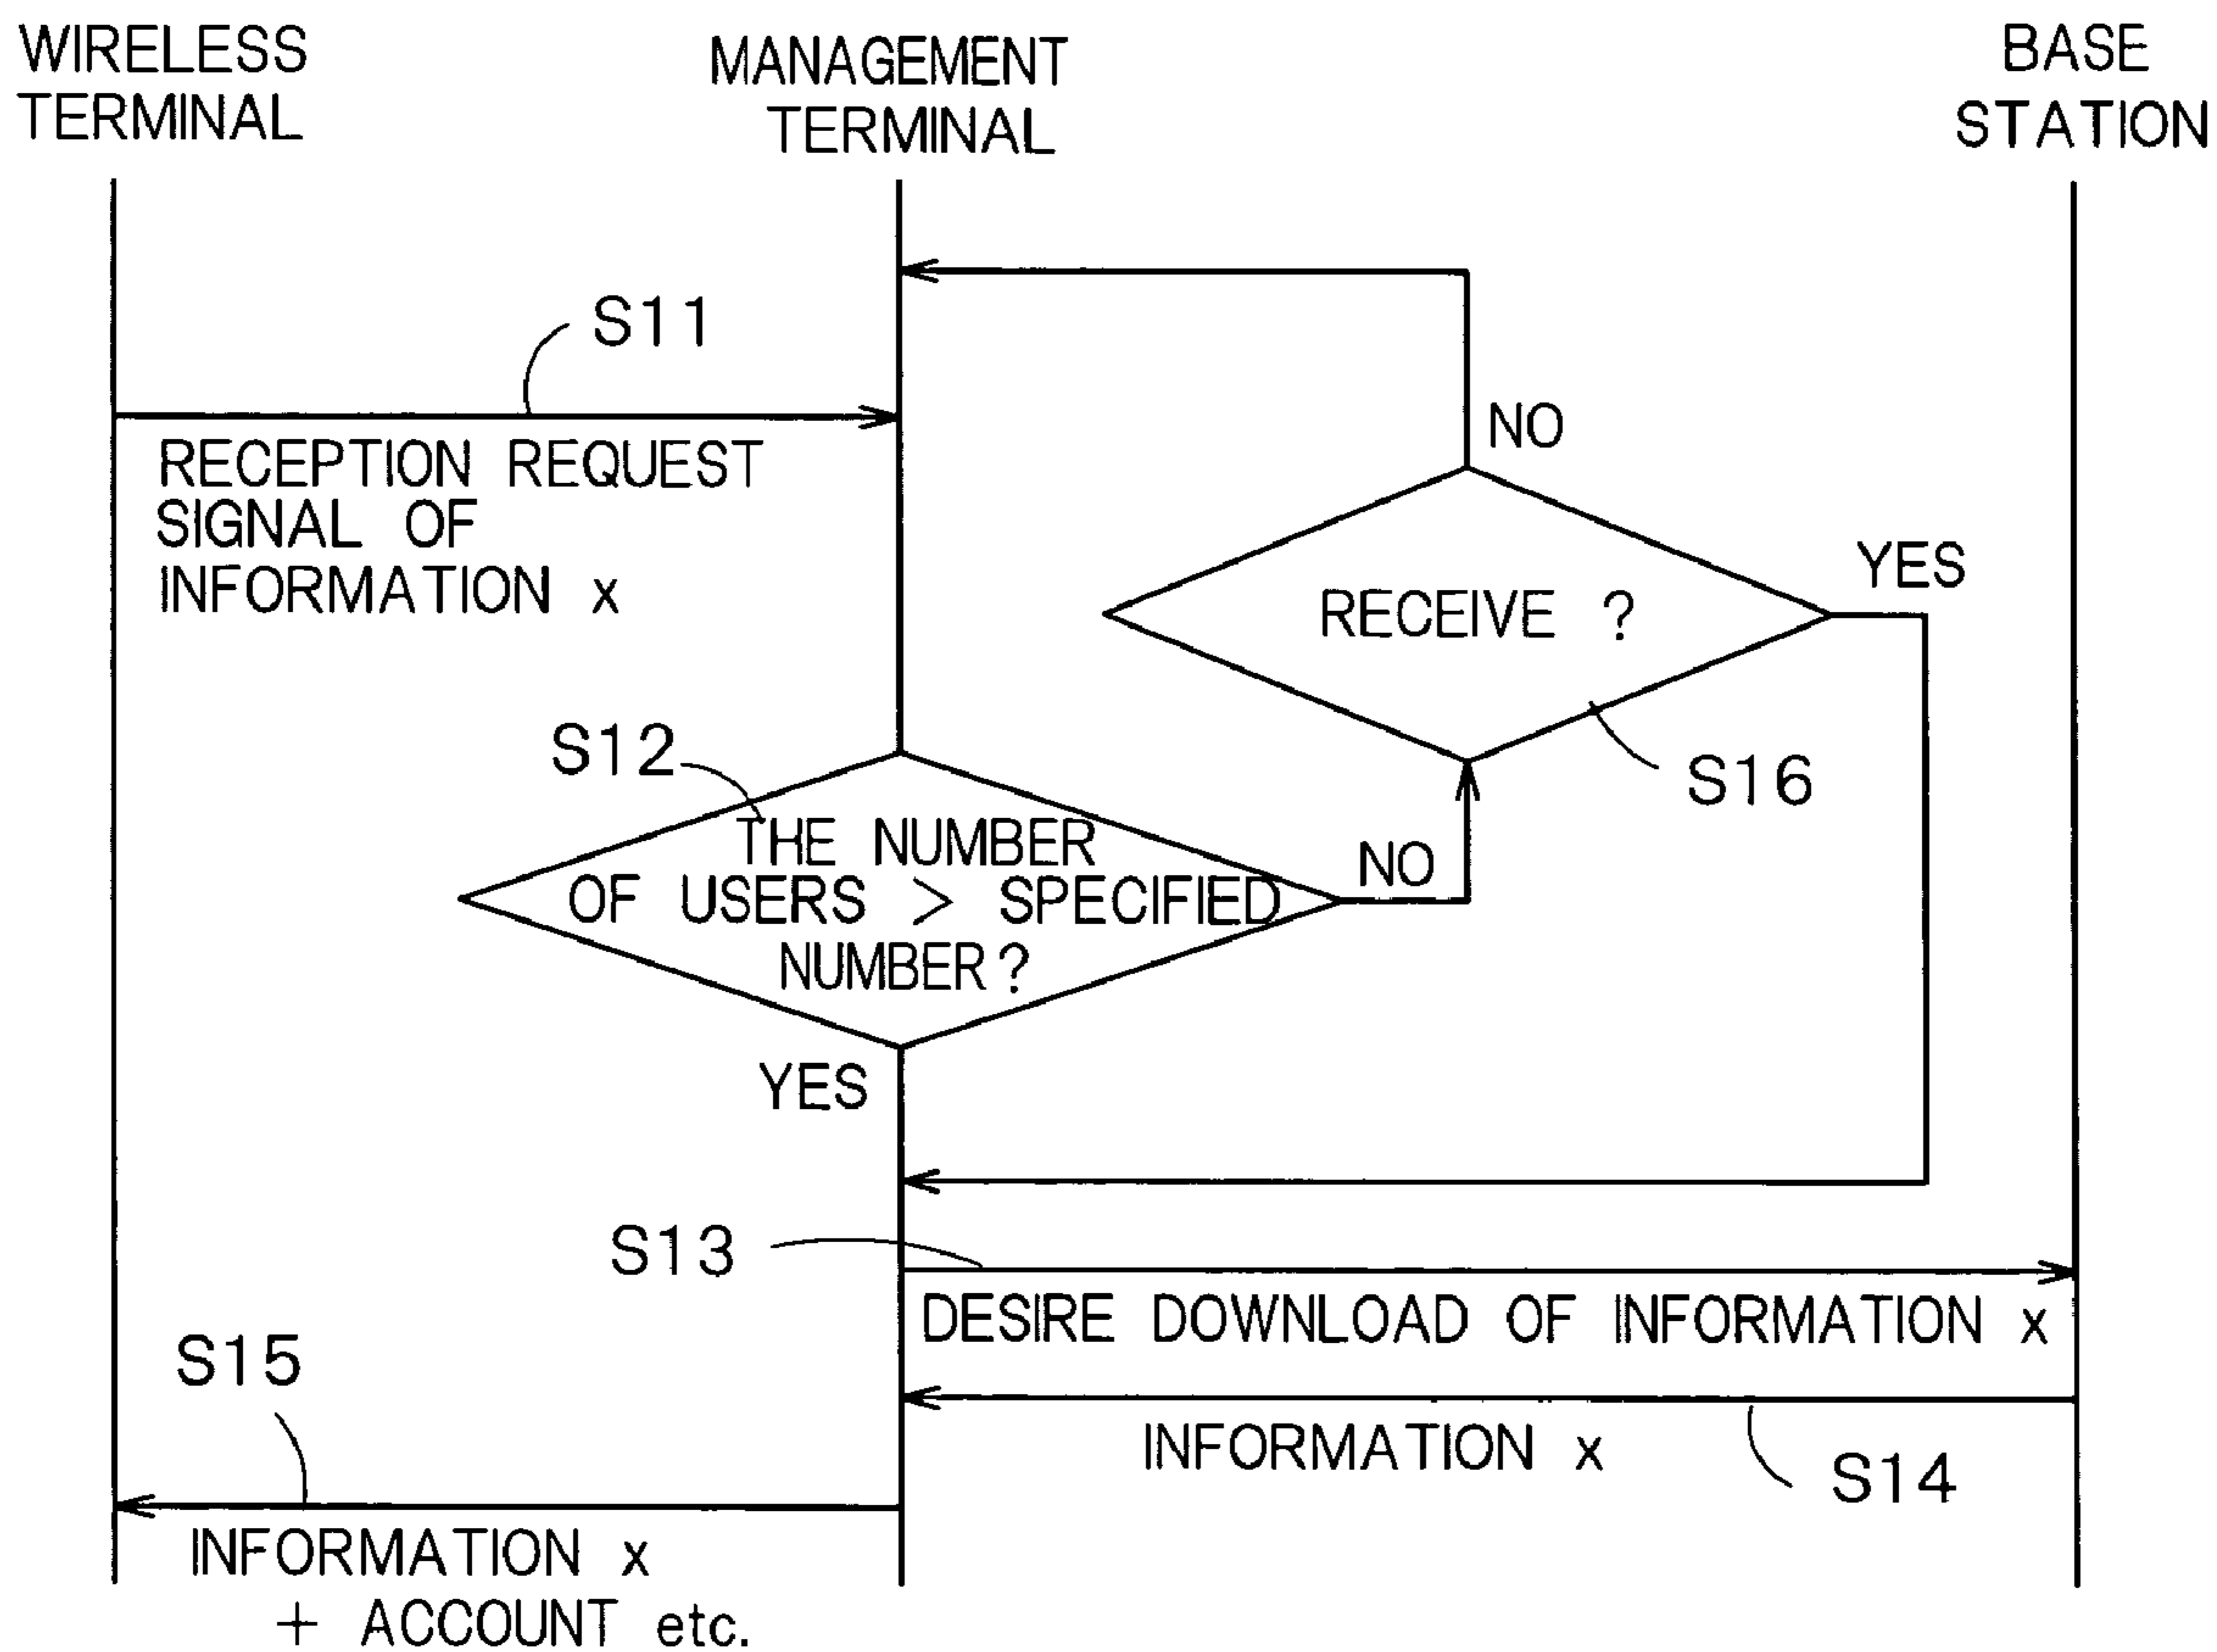 WIRELESS
TERMINAL
MANAGEMENT
TERMINAL
BASE
STATION
S11
RECEPTION REQUEST
SIGNAL OF
INFORMATION x
NO
YES
RECEIVE ?
S16
S12
THE NUMBER
OF USERS > SPECIFIED
NUMBER?
NO
YES
S13
DESIRE DOWNLOAD OF INFORMATION x
S15
INFORMATION x
S14
INFORMATION x
+ ACCOUNT etc.